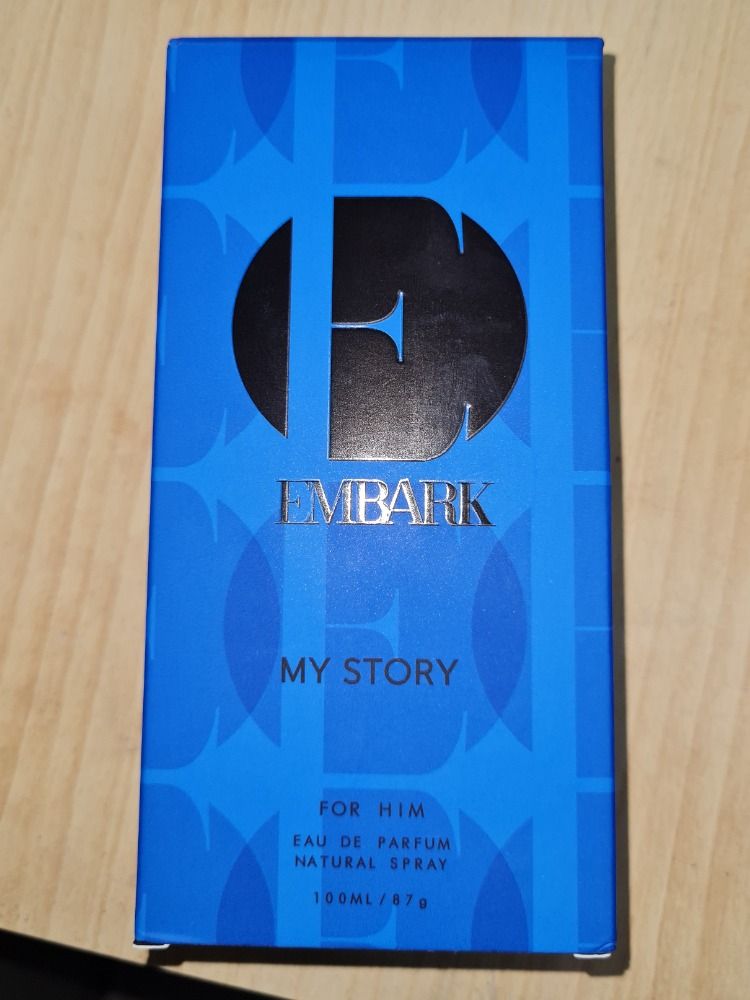 E
EMBARK
MY STORY
FOR HIM
EAU DE PARFUM
NATURAL SPRAY
100ML/87g